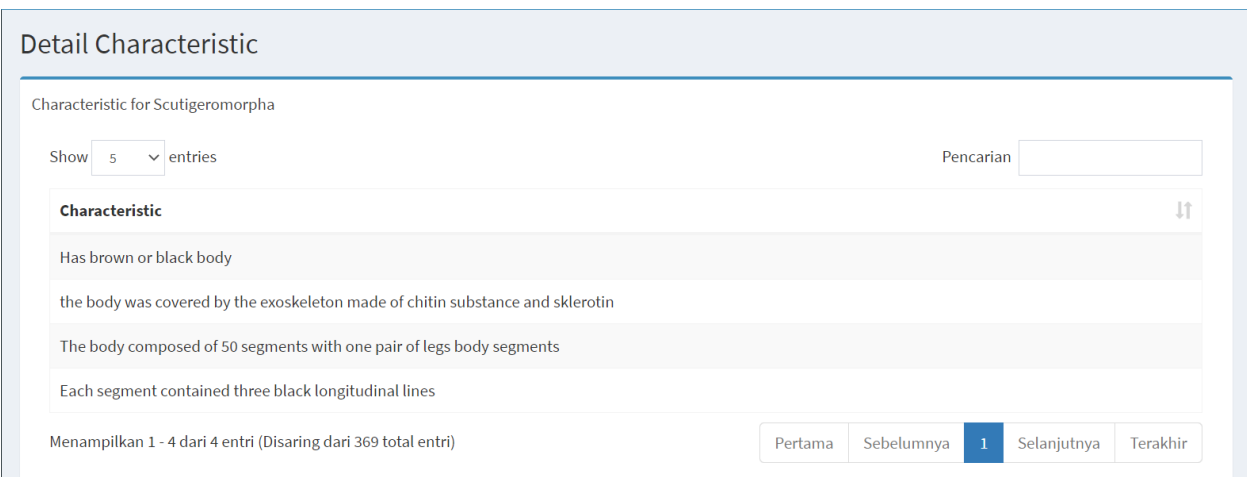 Detail Characteristic
Characteristic for Scutigeromorpha
Show 5 entries Pencarian
Characteristic
Has brown or black body
the body was covered by the exoskeleton made of chitin substance and sklerotin
The body composed of 50 segments with one pair of legs body segments
Each segment contained three black longitudinal lines
Menampilkan 1 - 4 dari 4 entri (Disaring dari 369 total entri) Pertama Sebelumnya 1 Selanjutnya Terakhir